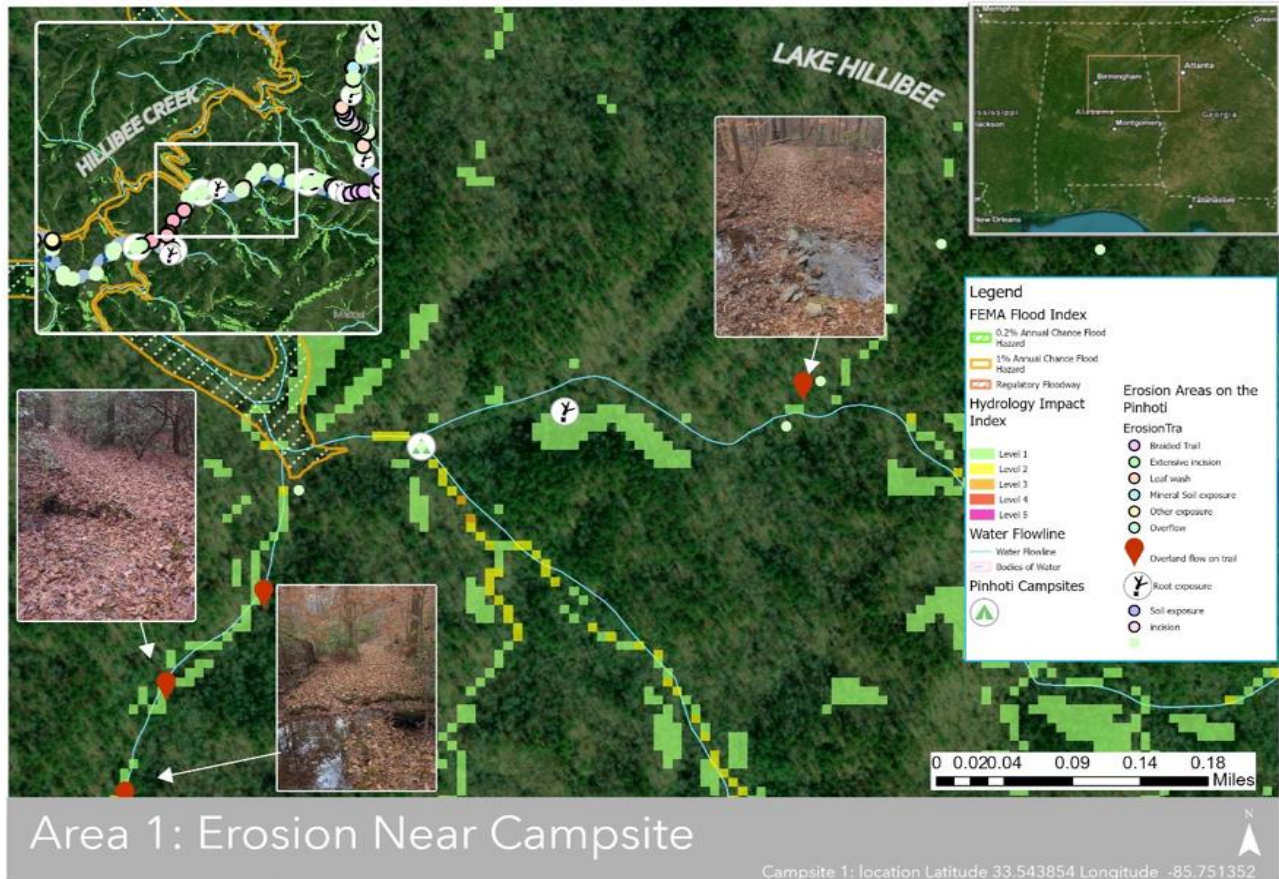 HILLIBEE CREEK
LAKE HILLIBEE
Memphis
Birmingham
Atlanta
Alabama
Georgia
Montgomery
Tallahassee
New Orleans
Legend
FEMA Flood Index
0.2% Annual Chance Flood
Hazard
1% Annual Chance Flood
Hazard
Regulatory Floodway
Hydrology Impact
Index
Level 1
Level 2
Level 3
Level 4
Level 5
Water Flowline
Water Flowline
Bodies of Water
Pinhoti Campsites
Erosion Areas on the
Pinhoti
ErosionTra
Braided Trail
Extensive incision
Leaf wash
Mineral Soil exposure
Other exposure
Overflow
Overland flow on trail
Root exposure
Soil exposure
incision
0 0.02 0.04 0.09 0.14 0.18
Miles
Area 1: Erosion Near Campsite
N
Campsite 1: location Latitude 33.543854 Longitude -85.751352